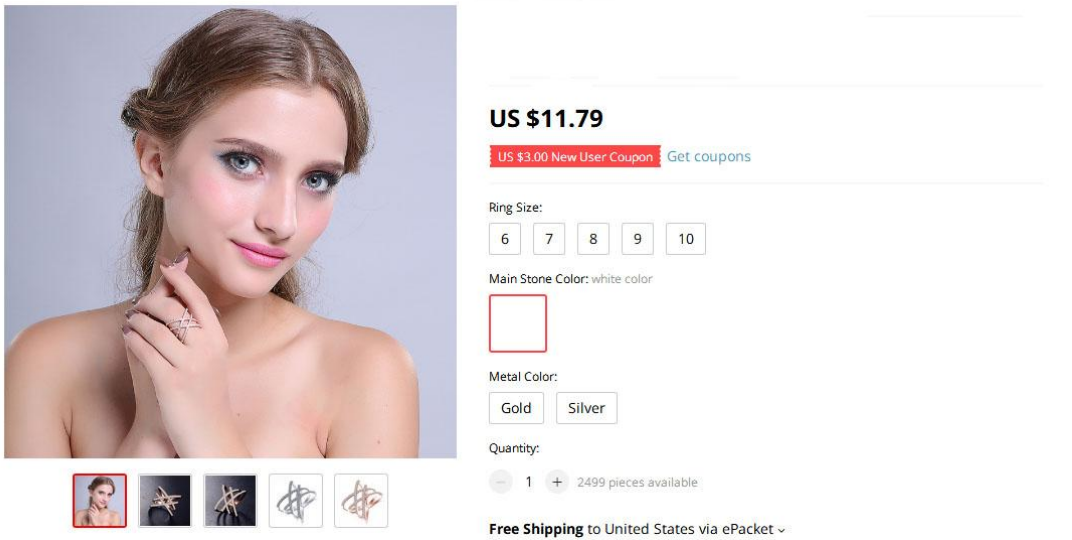 US $11.79
US $3.00 New User Coupon Get coupons
Ring Size:
6 7 8 9 10
Main Stone Color: white color
Metal Color:
Gold Silver
Quantity:
− 1 + 2499 pieces available
Free Shipping to United States via ePacket